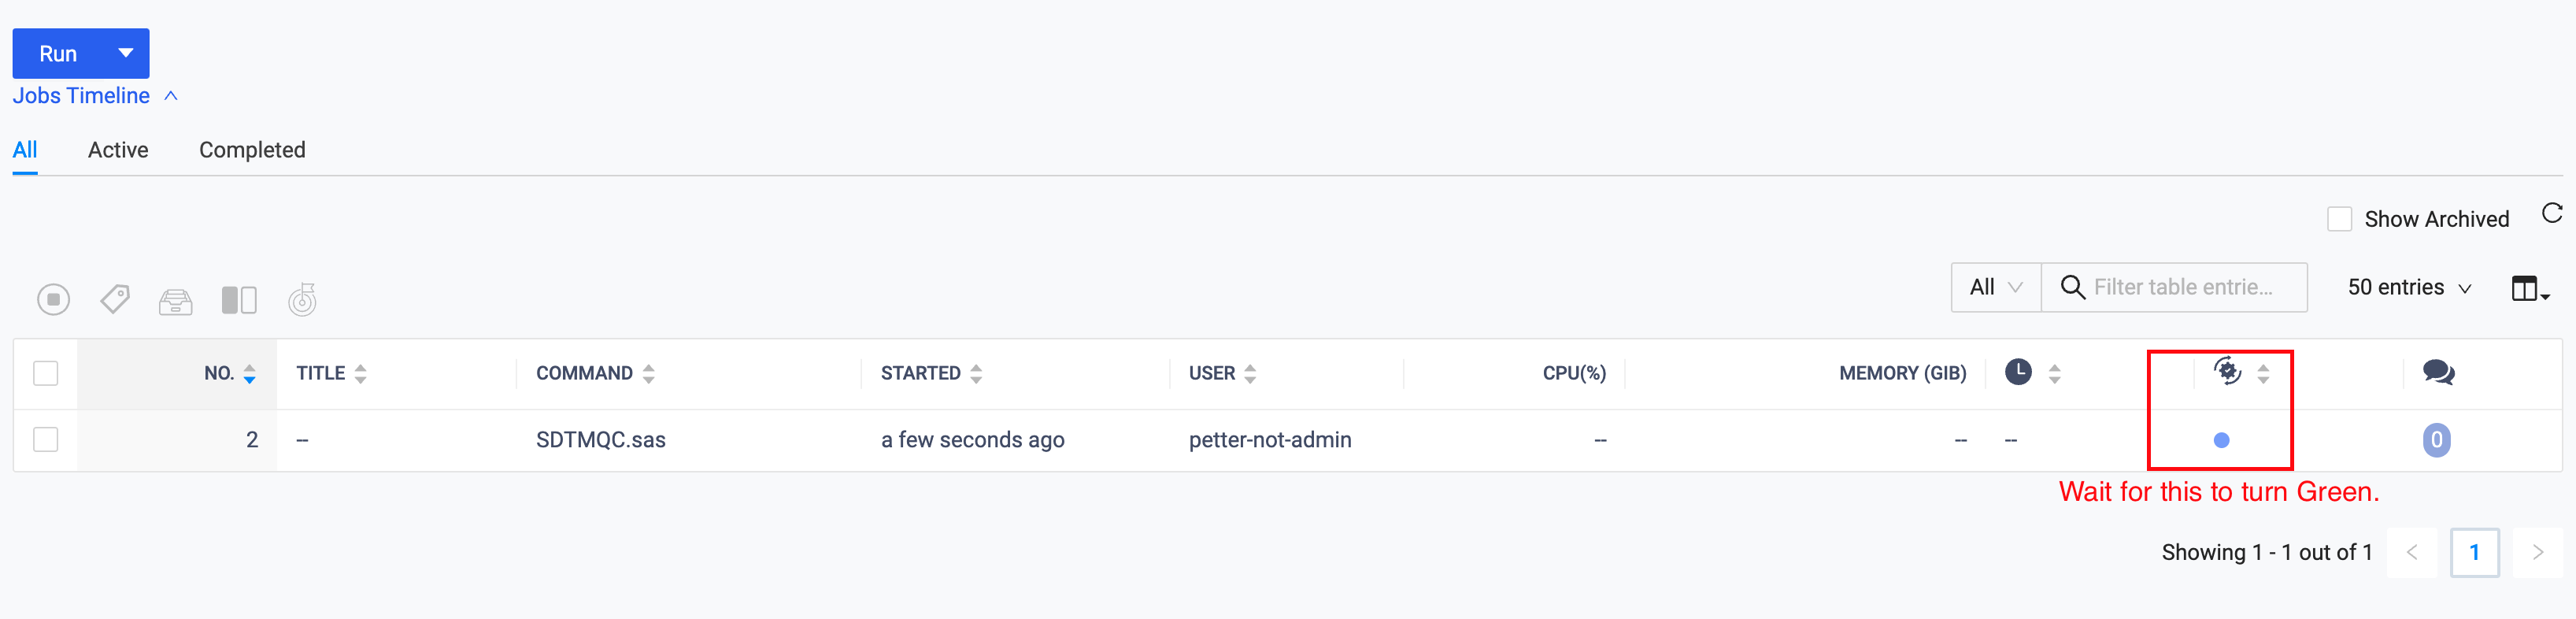 Run
Jobs Timeline
All Active Completed
Show Archived
All Filter table entrie... 50 entries
NO. TITLE COMMAND STARTED USER CPU(%) MEMORY (GIB)
2 -- SDTMQC.sas a few seconds ago petter-not-admin -- -- -- 0
Wait for this to turn Green.
Showing 1 - 1 out of 1 < 1 >